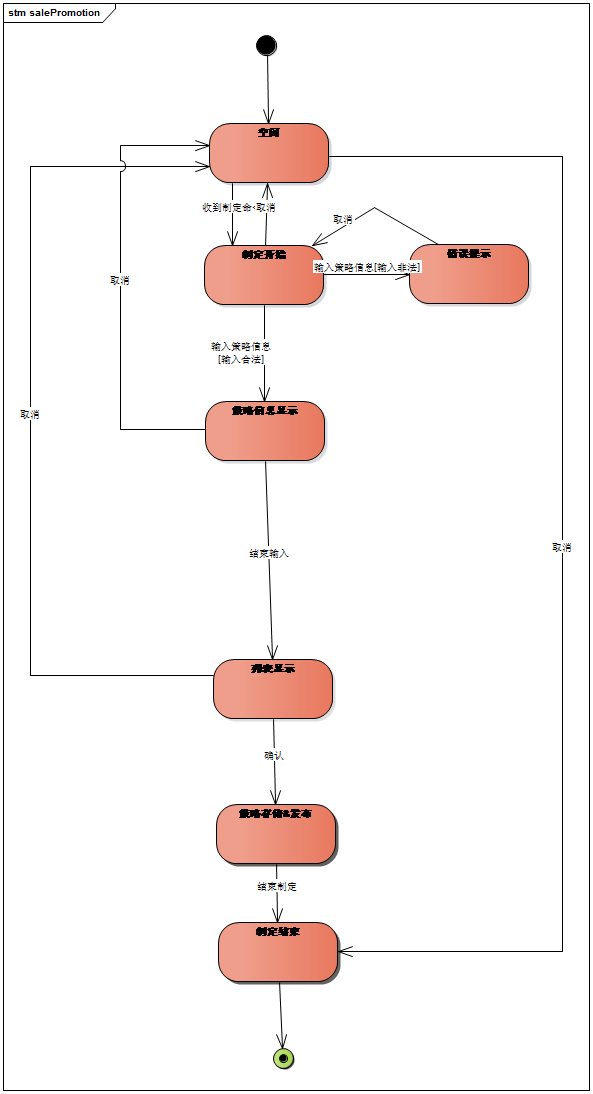 stm salePromotion
空闲
收到制定命
取消
取消
制定开始
错误提示
输入策略信息[输入非法]
取消
输入策略信息
[输入合法]
策略信息显示
取消
取消
结束输入
显示
确认
策略存储&发布
结束制定
制定结束